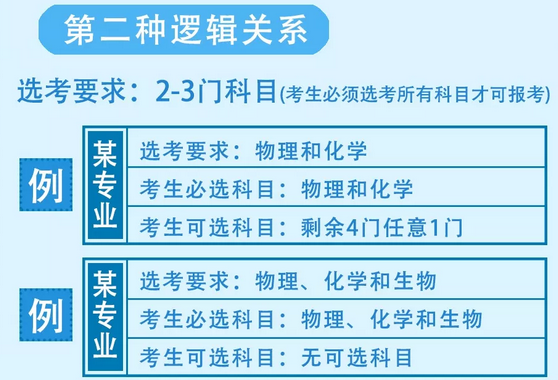 第二种逻辑关系
选考要求：2-3门科目(考生必须选考所有科目才可报考)
例
某专业
选考要求：物理和化学
考生必选科目：物理和化学
考生可选科目：剩余4门任意1门
例
某专业
选考要求：物理、化学和生物
考生必选科目：物理、化学和生物
考生可选科目：无可选科目